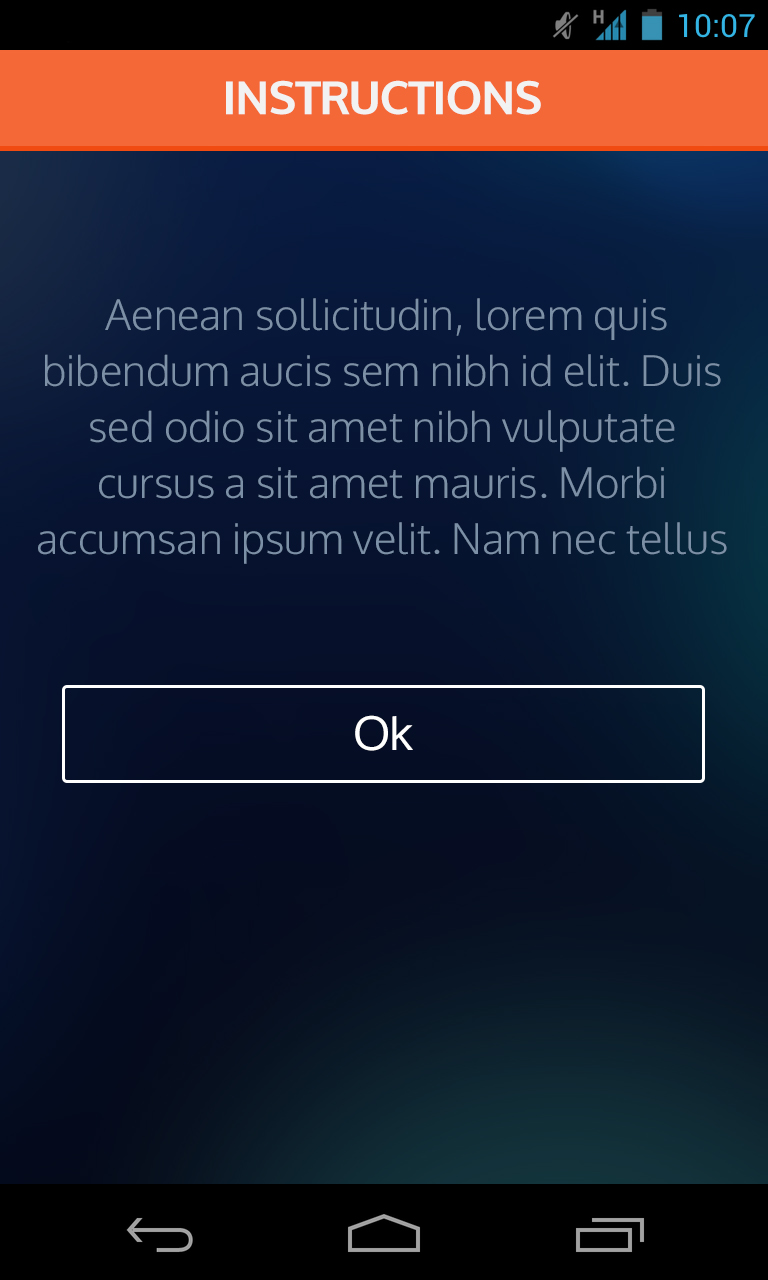 H 10:07
INSTRUCTIONS
Aenean sollicitudin, lorem quis
bibendum aucis sem nibh id elit. Duis
sed odio sit amet nibh vulputate
cursus a sit amet mauris. Morbi
accumsan ipsum velit. Nam nec tellus
Ok